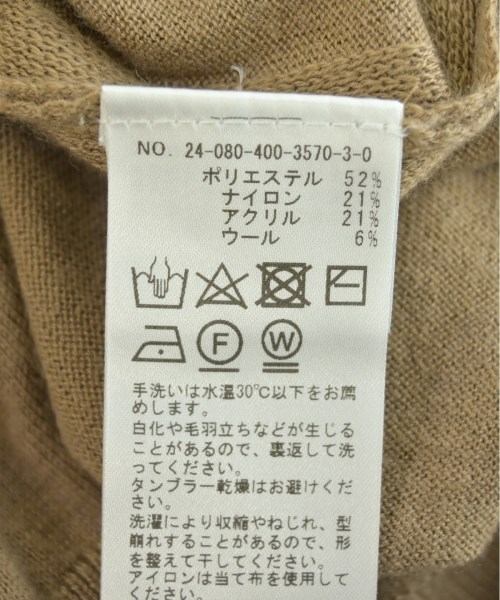 NO. 24-080-400-3570-3-0
ポリエステル 52%
ナイロン 21%
アクリル 21%
ウール 6%
F W
手洗いは水温30℃以下をお薦
めします。
白化や毛羽立ちなどが生じる
ことがあるので、裏返して洗
ってください。
タンブラー乾燥はお避けくだ
さい。
洗濯により収縮やねじれ、型
崩れすることがあるので、形
を整えて干してください。
アイロンは当て布を使用して
ください。